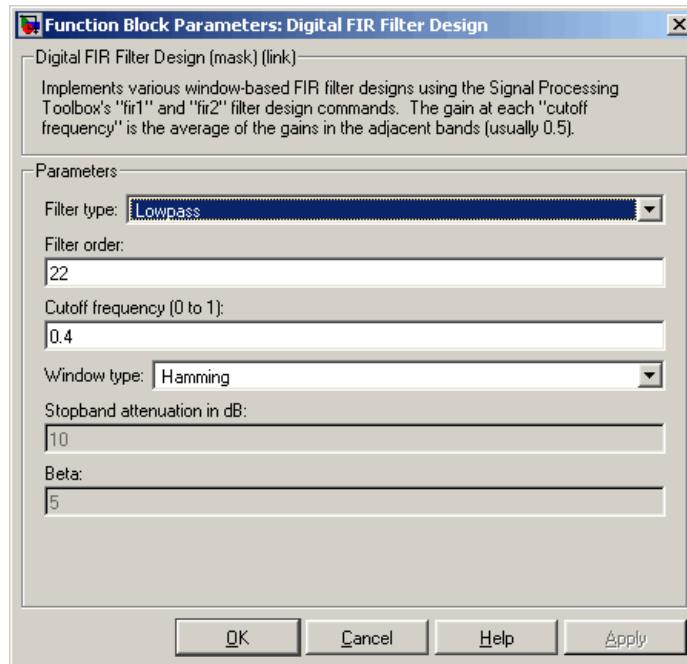 Function Block Parameters: Digital FIR Filter Design
Digital FIR Filter Design (mask) (link)
Implements various window-based FIR filter designs using the Signal Processing
Toolbox's "fir1" and "fir2" filter design commands.  The gain at each "cutoff
frequency" is the average of the gains in the adjacent bands (usually 0.5).
Parameters
Filter type: Lowpass
Filter order:
22
Cutoff frequency (0 to 1):
0.4
Window type: Hamming
Stopband attenuation in dB:
10
Beta:
5
OK Cancel Help Apply